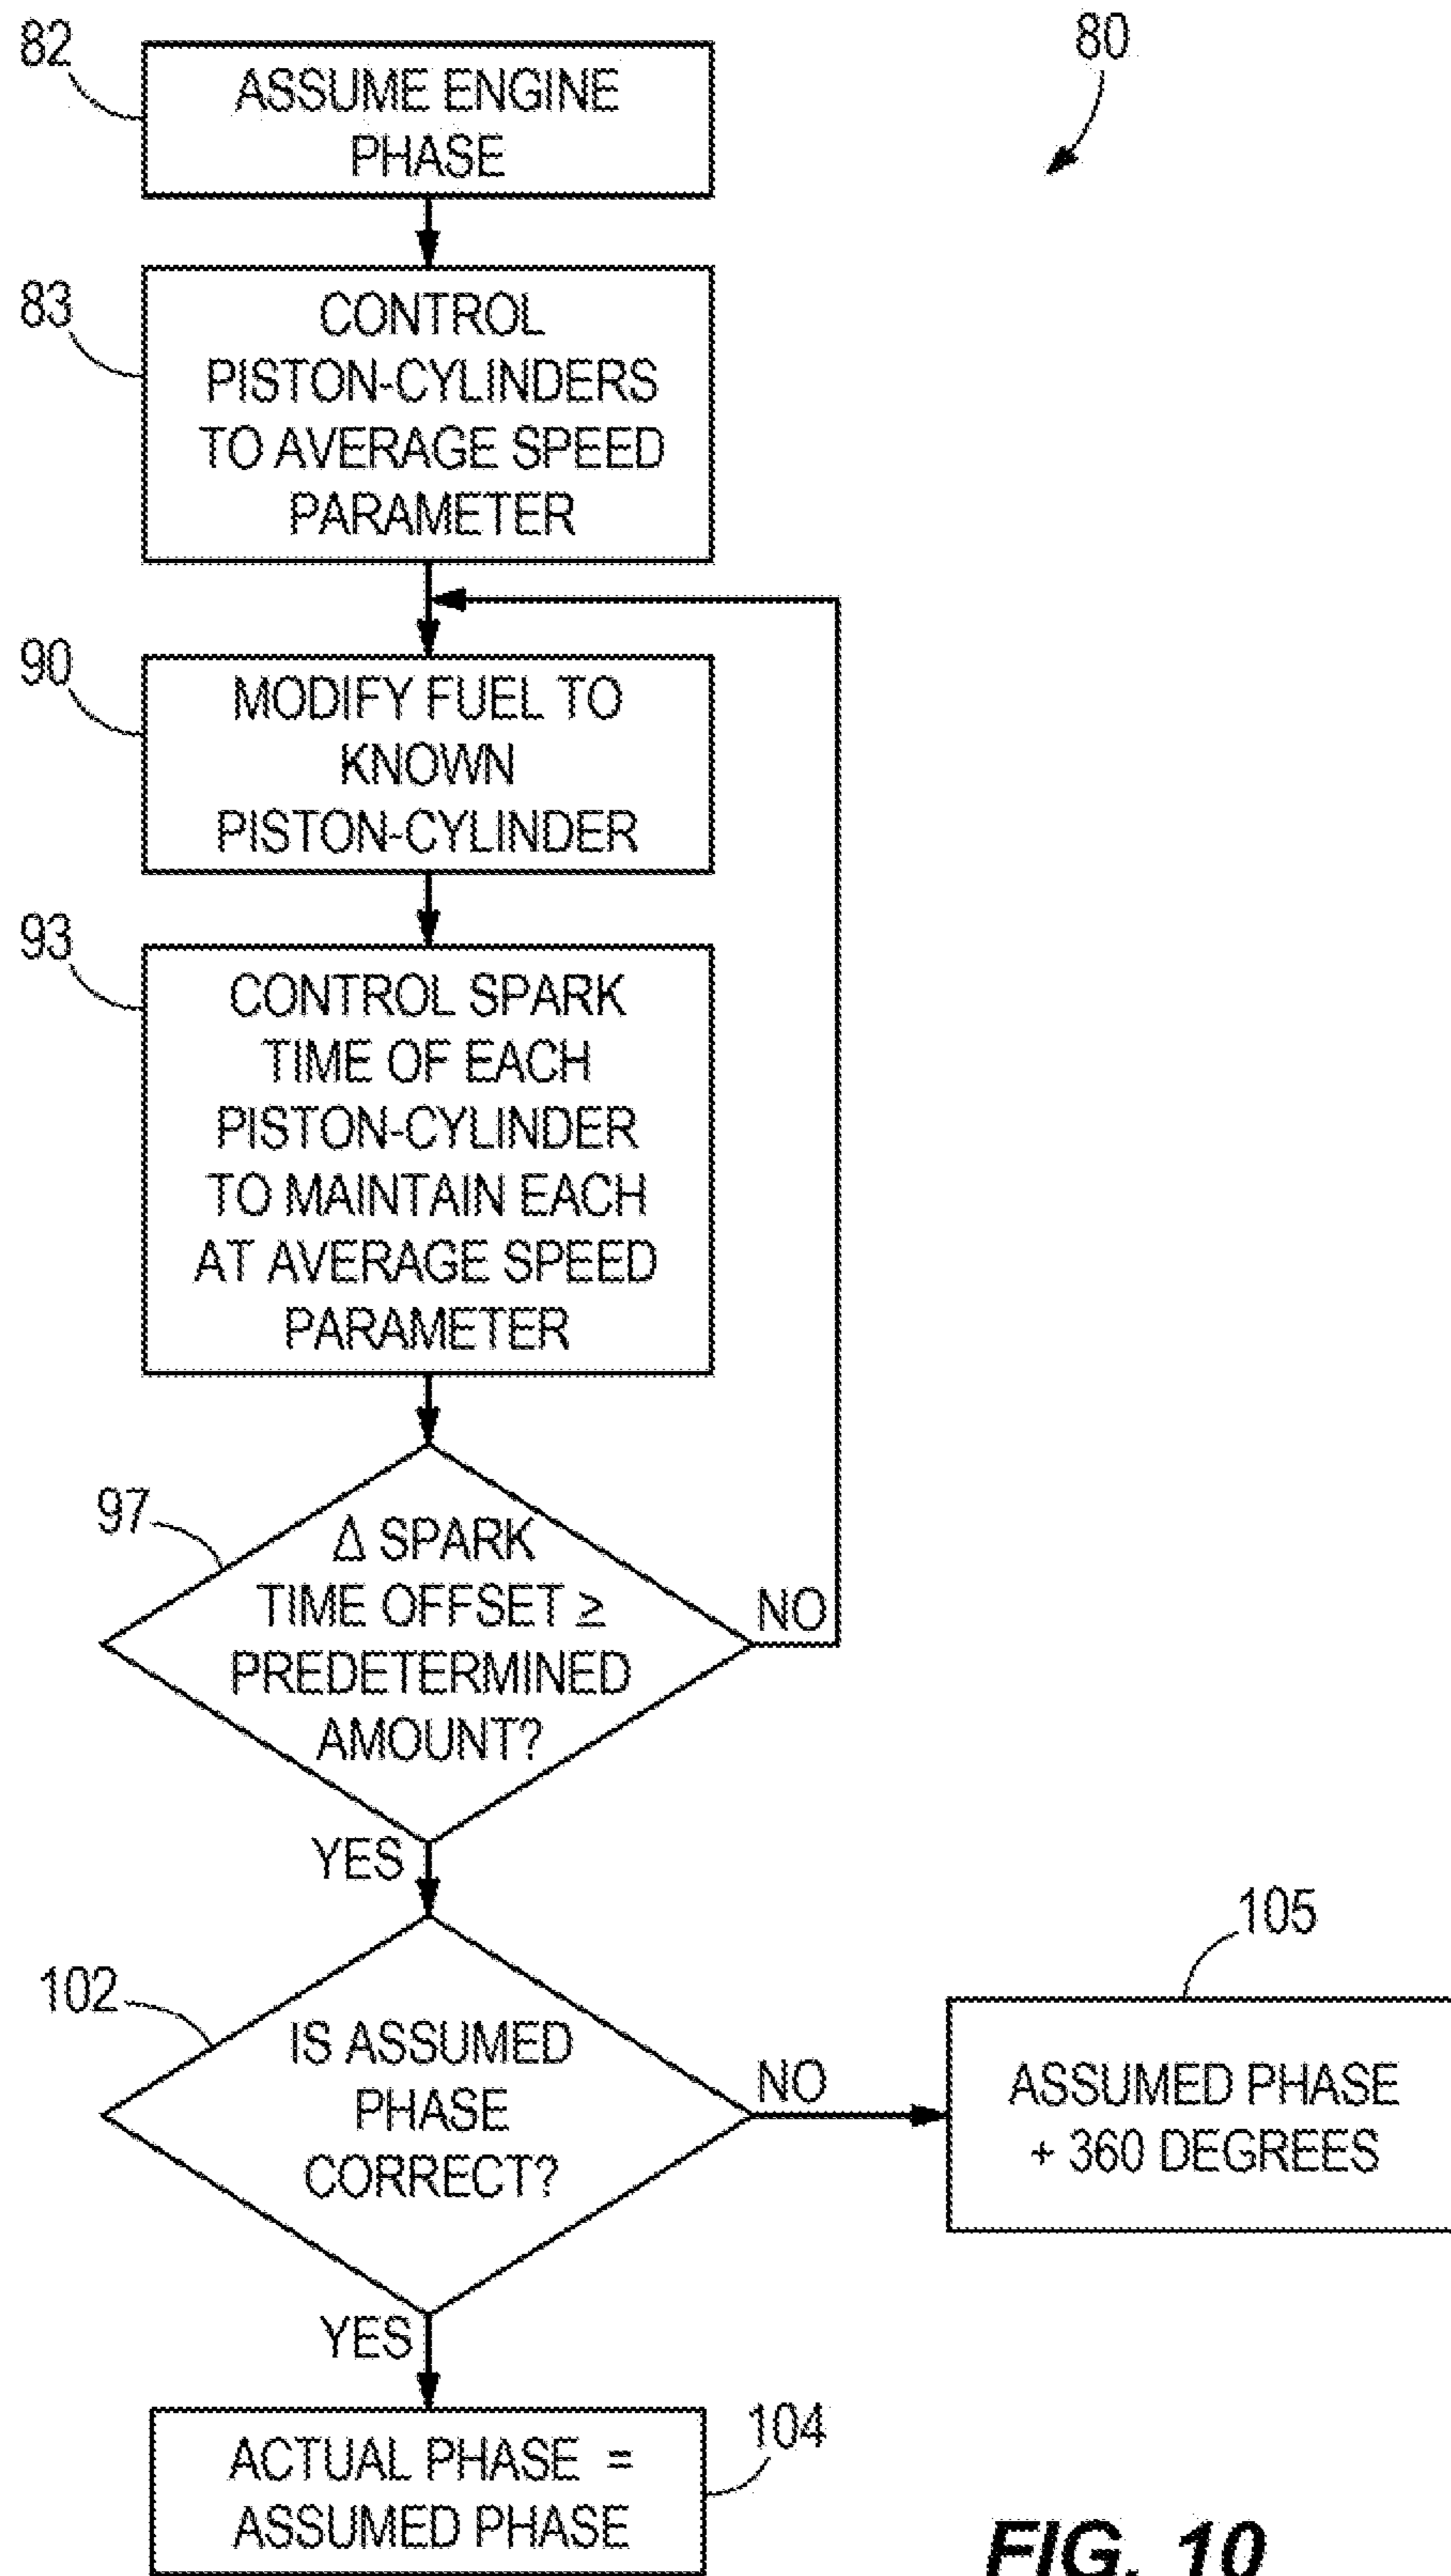 82
80
ASSUME ENGINE
PHASE
83
CONTROL
PISTON-CYLINDERS
TO AVERAGE SPEED
PARAMETER
90
MODIFY FUEL TO
KNOWN
PISTON-CYLINDER
93
CONTROL SPARK
TIME OF EACH
PISTON-CYLINDER
TO MAINTAIN EACH
AT AVERAGE SPEED
PARAMETER
97
Δ SPARK
TIME OFFSET ≥
PREDETERMINED
AMOUNT?
NO
YES
102
IS ASSUMED
PHASE
CORRECT?
NO
105
ASSUMED PHASE
+ 360 DEGREES
YES
104
ACTUAL PHASE =
ASSUMED PHASE
FIG. 10